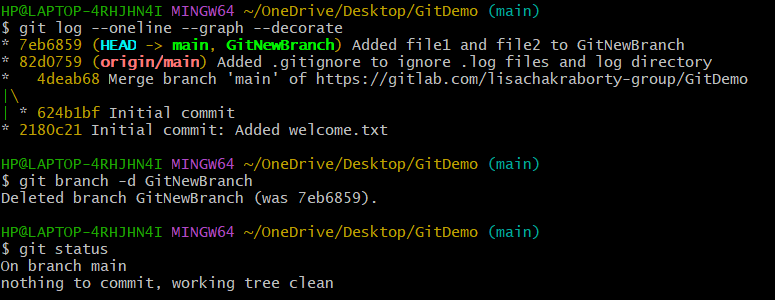 HP@LAPTOP-4RHJHN4I MINGW64 ~/OneDrive/Desktop/GitDemo (main)
$ git log --oneline --graph --decorate
* 7eb6859 (HEAD -> main, GitNewBranch) Added file1 and file2 to GitNewBranch
* 82d0759 (origin/main) Added .gitignore to ignore .log files and log directory
*   4deab68 Merge branch 'main' of https://gitlab.com/lisachakraborty-group/GitDemo
|\
| * 624b1bf Initial commit
* 2180c21 Initial commit: Added welcome.txt
HP@LAPTOP-4RHJHN4I MINGW64 ~/OneDrive/Desktop/GitDemo (main)
$ git branch -d GitNewBranch
Deleted branch GitNewBranch (was 7eb6859).
HP@LAPTOP-4RHJHN4I MINGW64 ~/OneDrive/Desktop/GitDemo (main)
$ git status
On branch main
nothing to commit, working tree clean